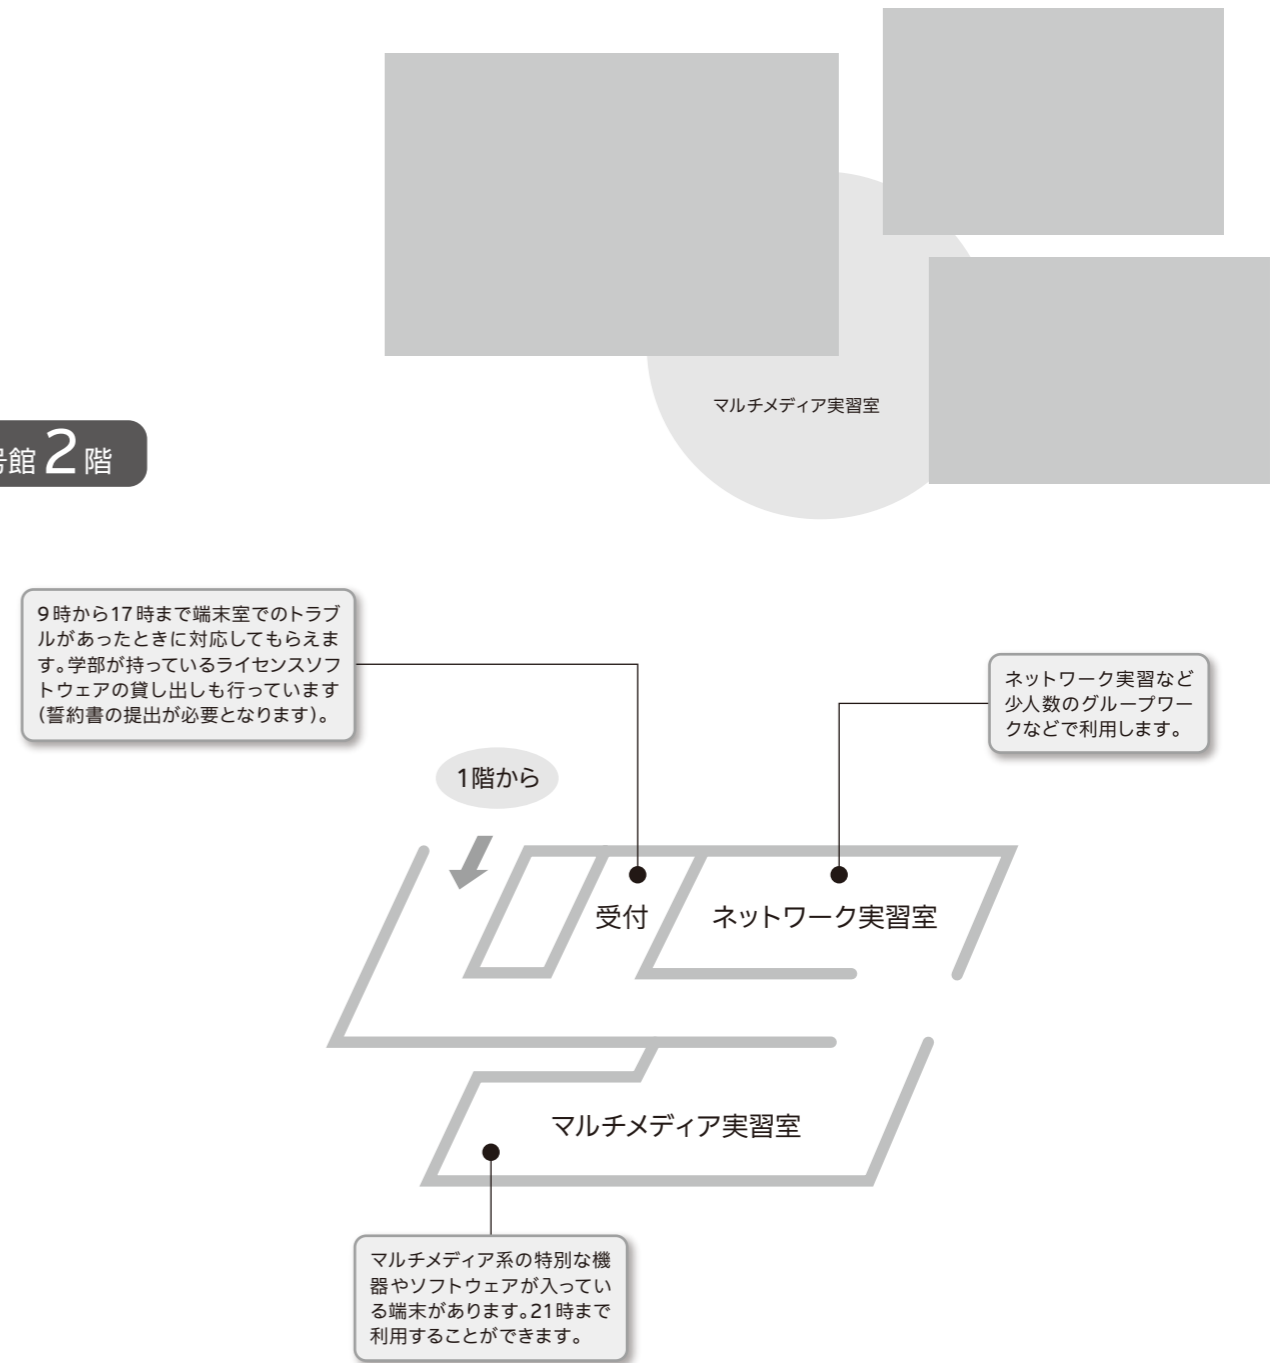 マルチメディア実習室
号館2階
9時から17時まで端末室でのトラブ
ルがあったときに対応してもらえま
す。学部が持っているライセンスソフ
トウェアの貸し出しも行っています
（誓約書の提出が必要となります）。
ネットワーク実習など
少人数のグループワー
クなどで利用します。
1階から
受付
ネットワーク実習室
マルチメディア実習室
マルチメディア系の特別な機
器やソフトウェアが入ってい
る端末があります。21時まで
利用することができます。